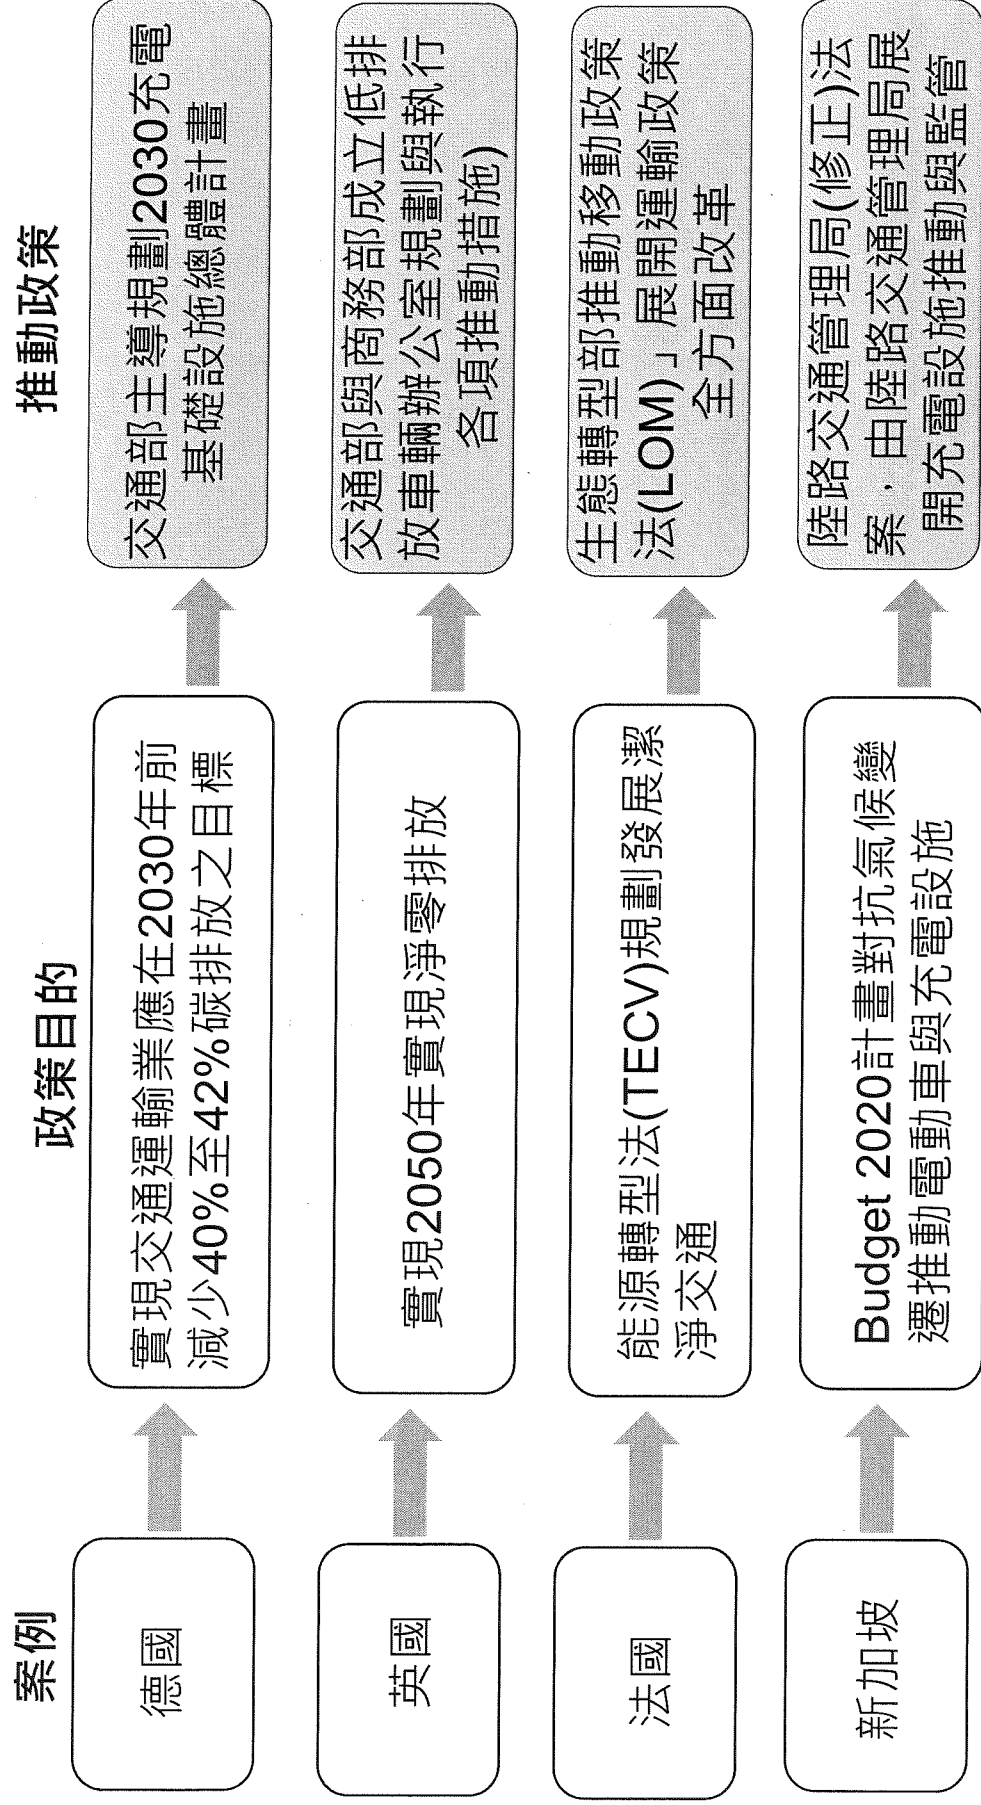 案例
政策目的
推動政策
德國
實現交通運輸業應在2030年前
減少40%至42%碳排放之目標
交通部主導規劃2030充電
基礎設施總體計畫
英國
實現2050年實現淨零排放
交通部與商務部成立低排
放車輛辦公室規劃與執行
各項推動措施)
法國
能源轉型法(TECV)規劃發展潔
淨交通
生態轉型部推動移動政策
法(LOM)」展開運輸政策
全方面改革
新加坡
Budget 2020計畫對抗氣候變
遷推動電動車與充電設施
陸路交通管理局(修正)法
案，由陸路交通管理局展
開充電設施推動與監管